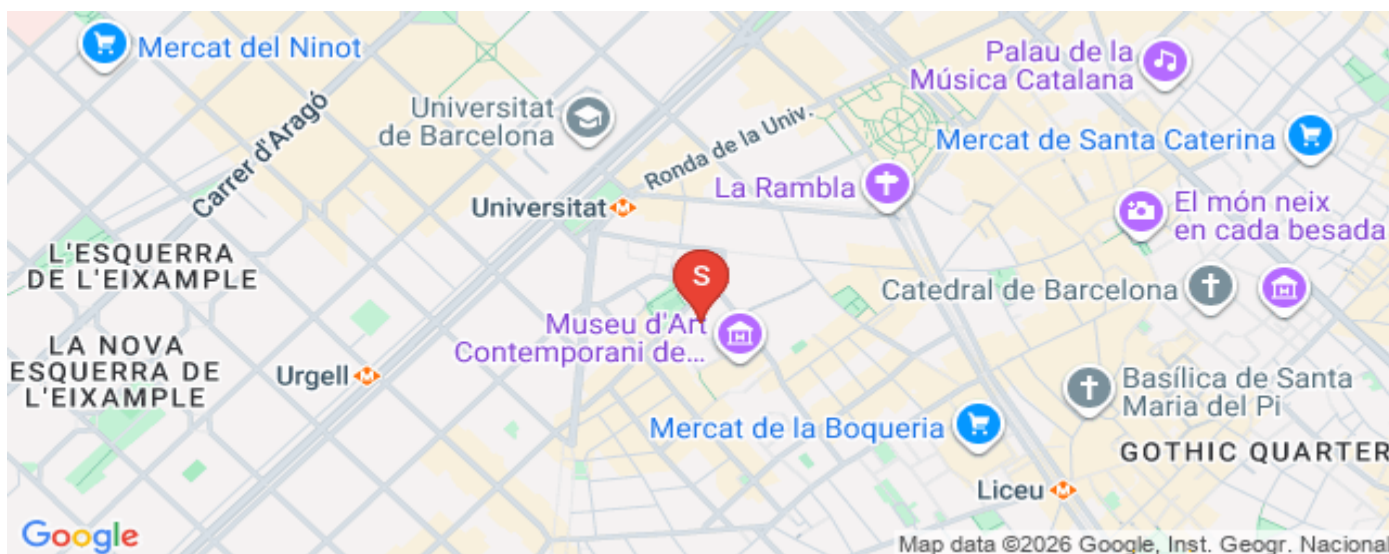 Mercat del Ninot
Palau de la
Música Catalana
Universitat
de Barcelona
Carrer d'Aragó
Ronda de la Univ.
Mercat de Santa Caterina
La Rambla
Universitat
El món neix
en cada besada
L'ESQUERRA
DE L'EIXAMPLE
S
Catedral de Barcelona
Museu d'Art
Contemporani de...
LA NOVA
ESQUERRA DE
L'EIXAMPLE
Urgell
Basílica de Santa
Maria del Pi
Mercat de la Boqueria
GOTHIC QUARTER
Liceu
Google
Map data ©2026 Google, Inst. Geogr. Nacional